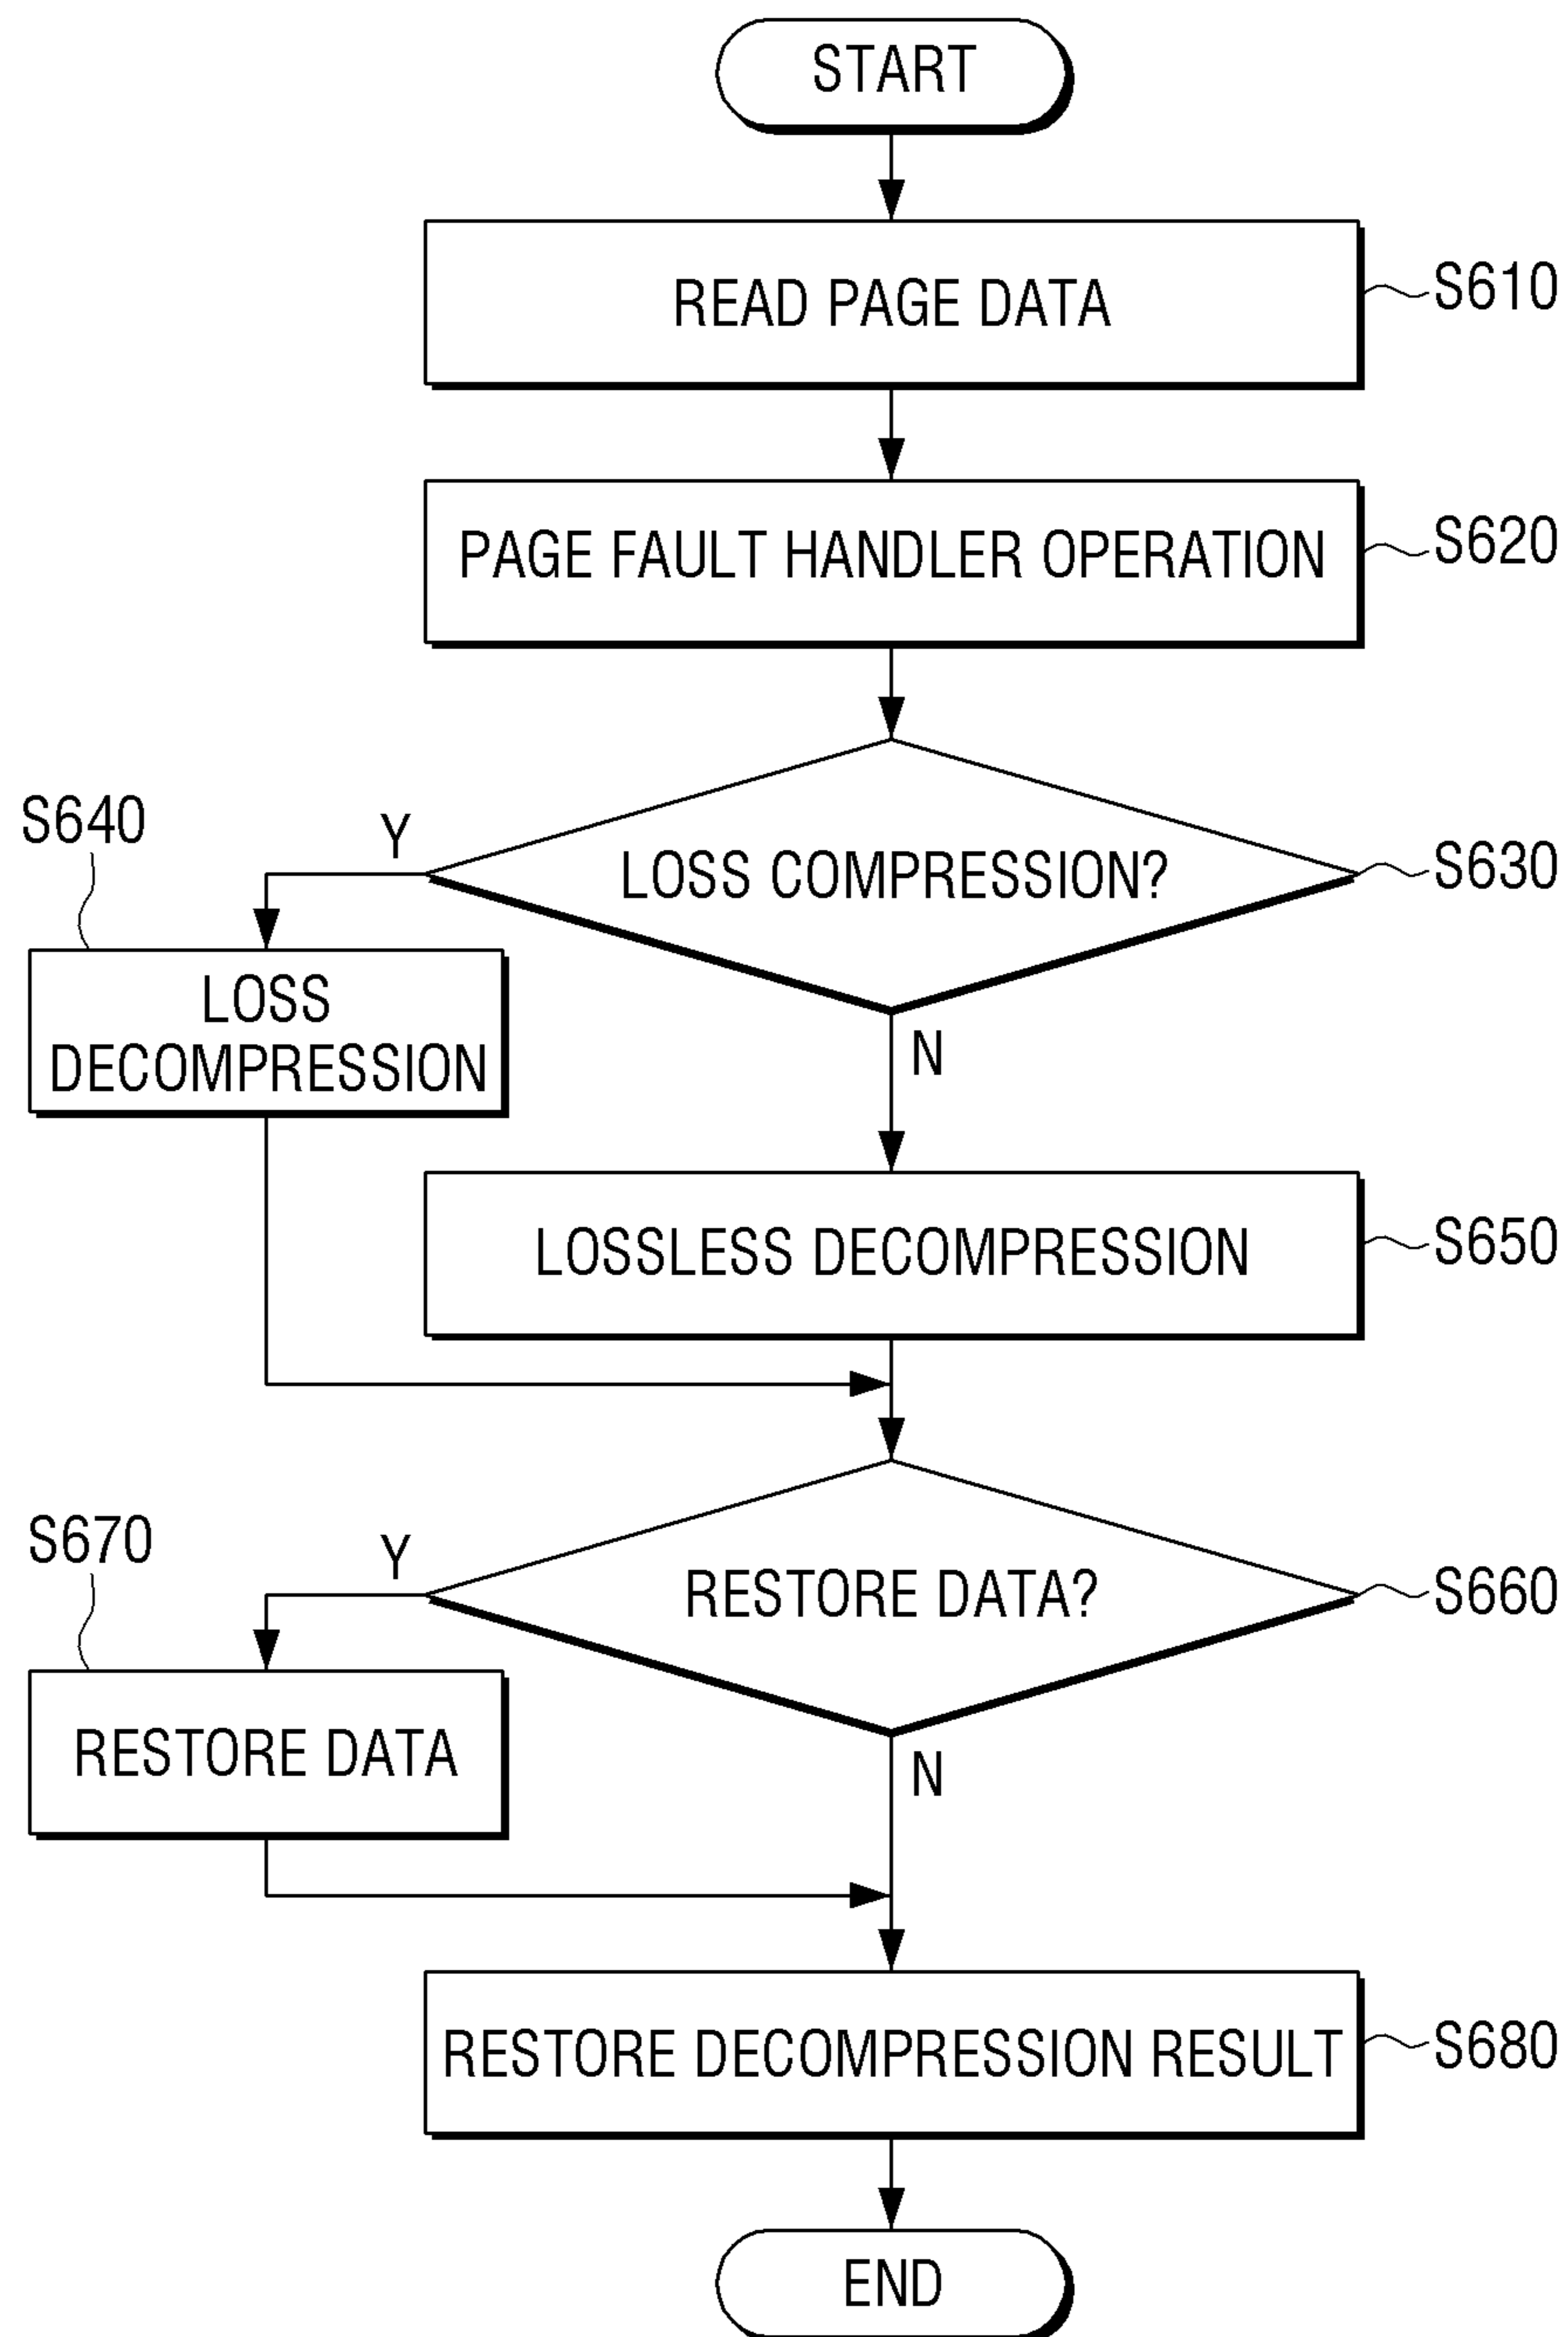 START
READ PAGE DATA
S610
PAGE FAULT HANDLER OPERATION
S620
S640
Y
LOSS COMPRESSION?
S630
LOSS
DECOMPRESSION
N
LOSSLESS DECOMPRESSION
S650
S670
Y
RESTORE DATA?
S660
RESTORE DATA
N
RESTORE DECOMPRESSION RESULT
S680
END